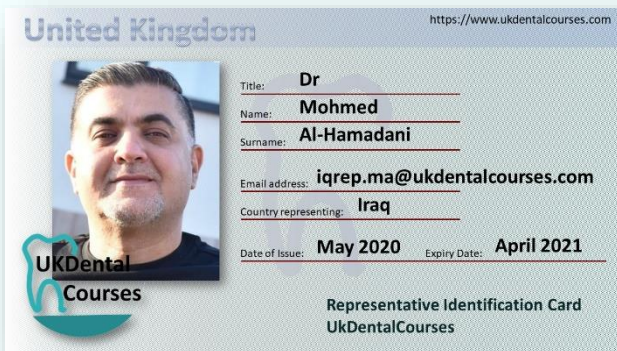 United Kingdom
https://www.ukdentalcourses.com
Title: Dr
Name: Mohmed
Surname: Al-Hamadani
Email address: iqrep.ma@ukdentalcourses.com
Country representing: Iraq
Date of Issue: May 2020 Expiry Date: April 2021
UKDental
Courses
Representative Identification Card
UkDentalCourses